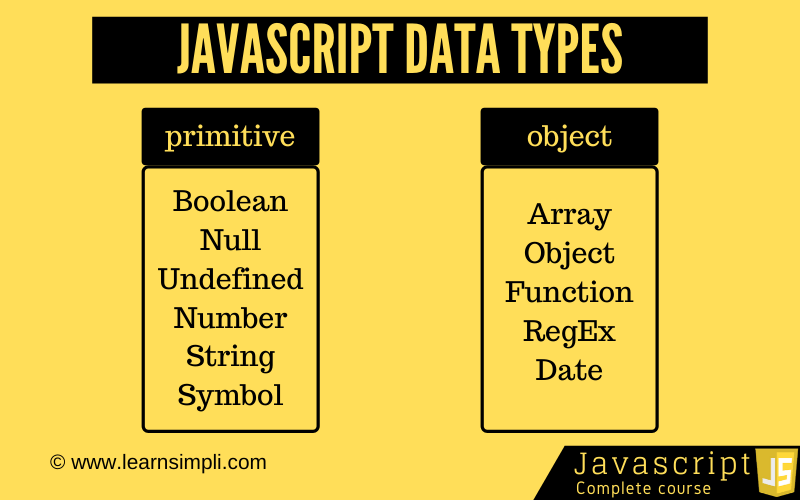 JAVASCRIPT DATA TYPES
primitive
Boolean
Null
Undefined
Number
String
Symbol
object
Array
Object
Function
RegEx
Date
© www.learnsimpli.com
Javascript
Complete course
JS